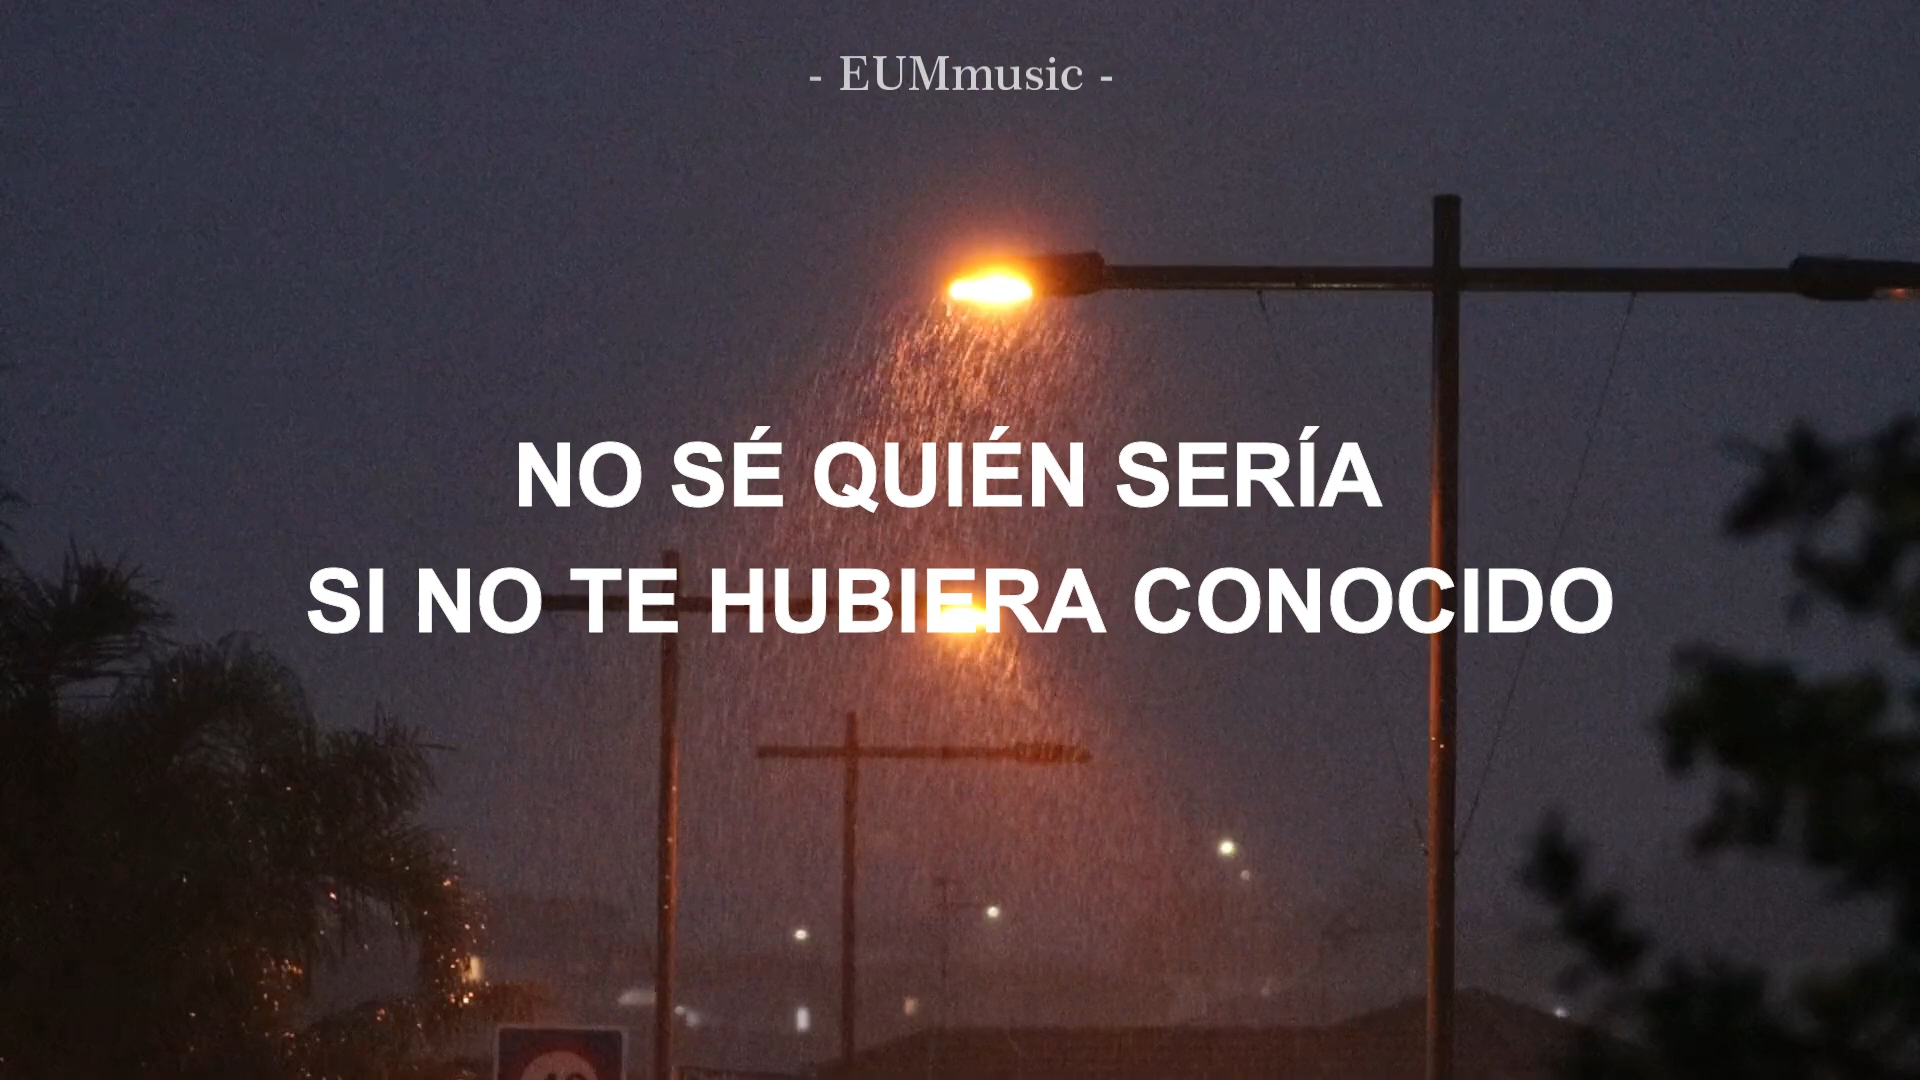 - EUMmusic -
NO SÉ QUIÉN SERÍA
SI NO TE HUBIERA CONOCIDO